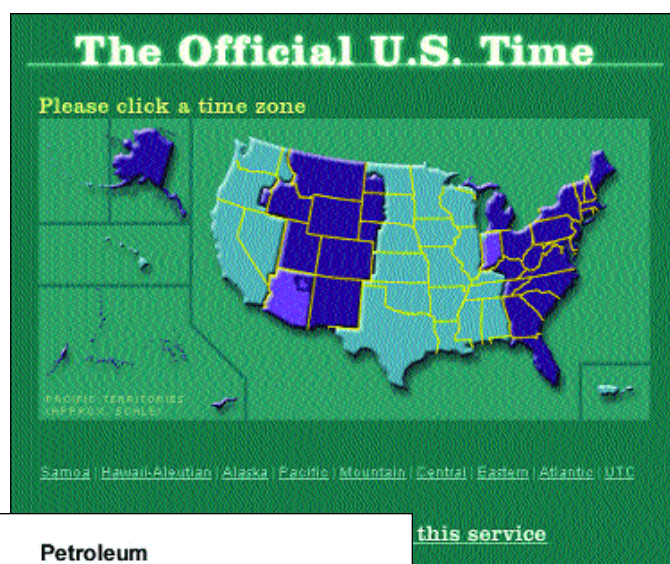 The Official U.S. Time
Please click a time zone
PACIFIC TERRITORIES
(APPROX. SCALE)
Samoa | Hawaii-Aleutian | Alaska | Pacific | Mountain | Central | Eastern | Atlantic | UTC
this service
Petroleum